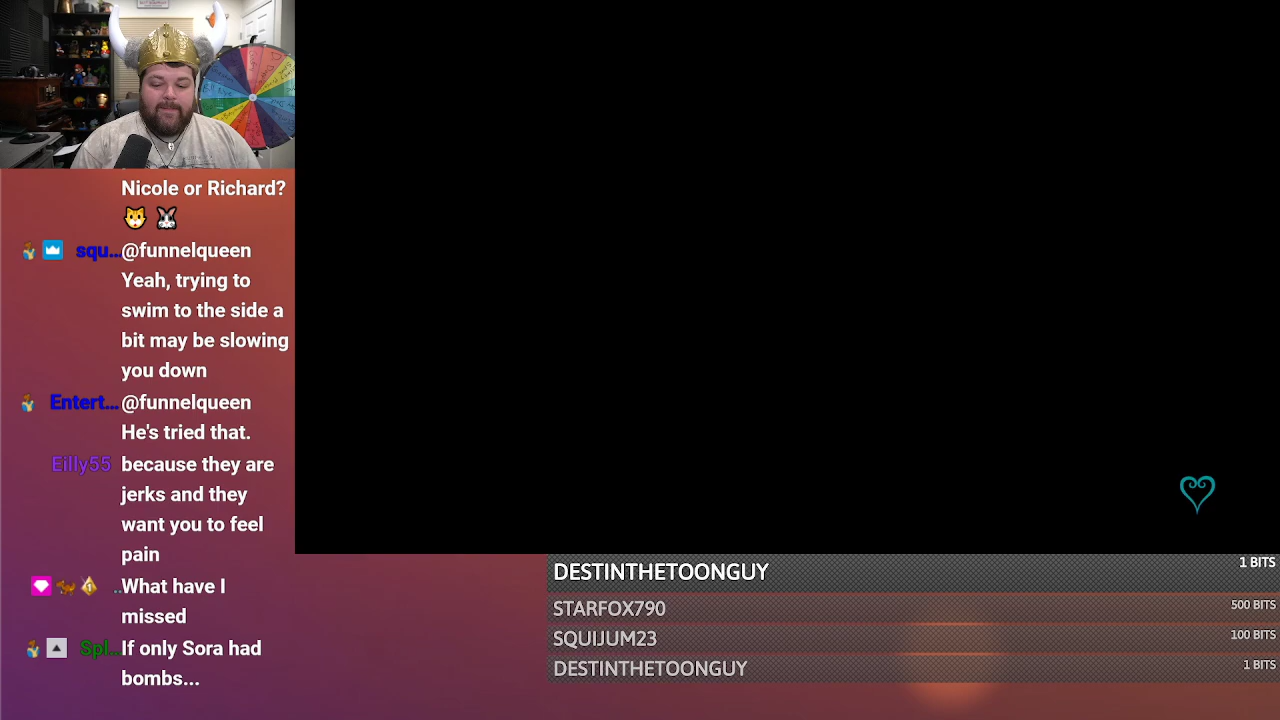 Nicole or Richard?
squ... @funnelqueen
Yeah, trying to
swim to the side a
bit may be slowing
you down
Entert... @funnelqueen
He's tried that.
Eilly55 because they are
jerks and they
want you to feel
pain
..What have I
missed
Spl... If only Sora had
bombs...
DESTINTHETOONGUY 1 BITS
STARFOX790 500 BITS
SQUIJUM23 100 BITS
DESTINTHETOONGUY 1 BITS